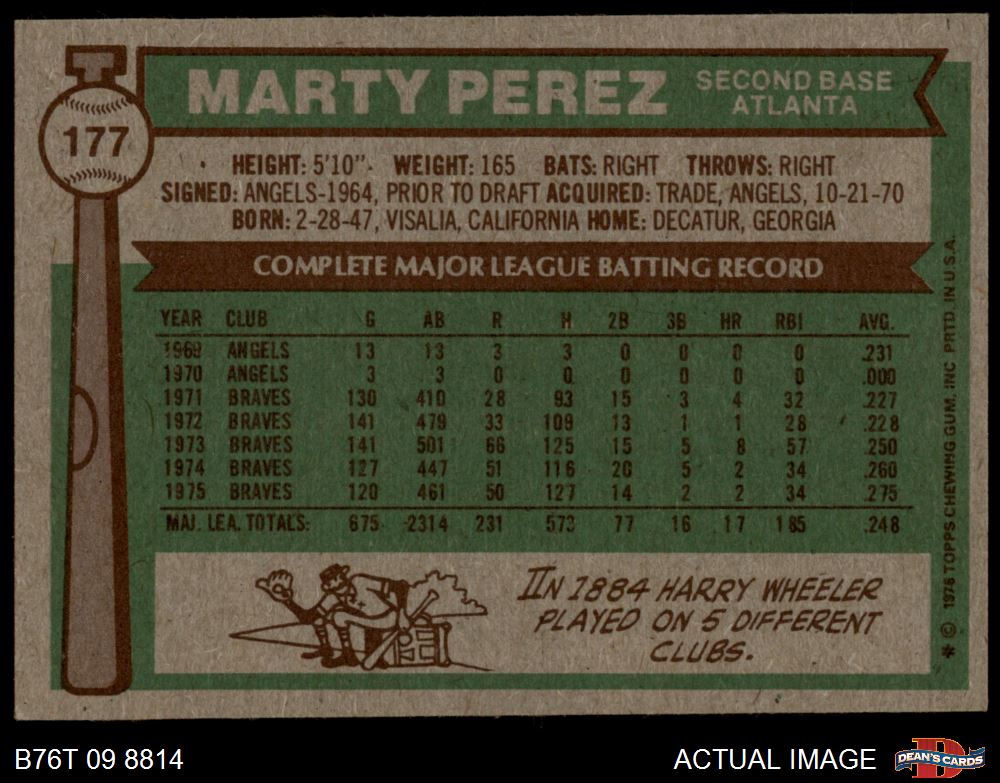 MARTY PEREZ
SECOND BASE
ATLANTA
177
HEIGHT: 5'10" WEIGHT: 165 BATS: RIGHT THROWS: RIGHT
SIGNED: ANGELS-1964, PRIOR TO DRAFT ACQUIRED: TRADE, ANGELS, 10-21-70
BORN: 2-28-47, VISALIA, CALIFORNIA HOME: DECATUR, GEORGIA
COMPLETE MAJOR LEAGUE BATTING RECORD
YEAR CLUB G AB R H 2B 3B HR RBI AVG.
1969 ANGELS 13 13 3 3 0 0 0 0 .231
1970 ANGELS 3 3 0 0 0 0 0 0 .000
1971 BRAVES 130 410 28 93 15 3 4 32 .227
1972 BRAVES 141 479 33 109 13 1 1 28 .228
1973 BRAVES 141 501 66 125 15 5 8 57 .250
1974 BRAVES 127 447 51 116 20 5 2 34 .260
1975 BRAVES 120 461 50 127 14 2 2 34 .275
MAJ. LEA. TOTALS: 675 2314 231 573 77 16 17 185 .248
IN 1884 HARRY WHEELER
PLAYED ON 5 DIFFERENT
CLUBS.
* © 1976 TOPPS CHEWING GUM, INC PRTD. IN U.S.A.
B76T 09 8814
ACTUAL IMAGE
DEAN'S CARDS